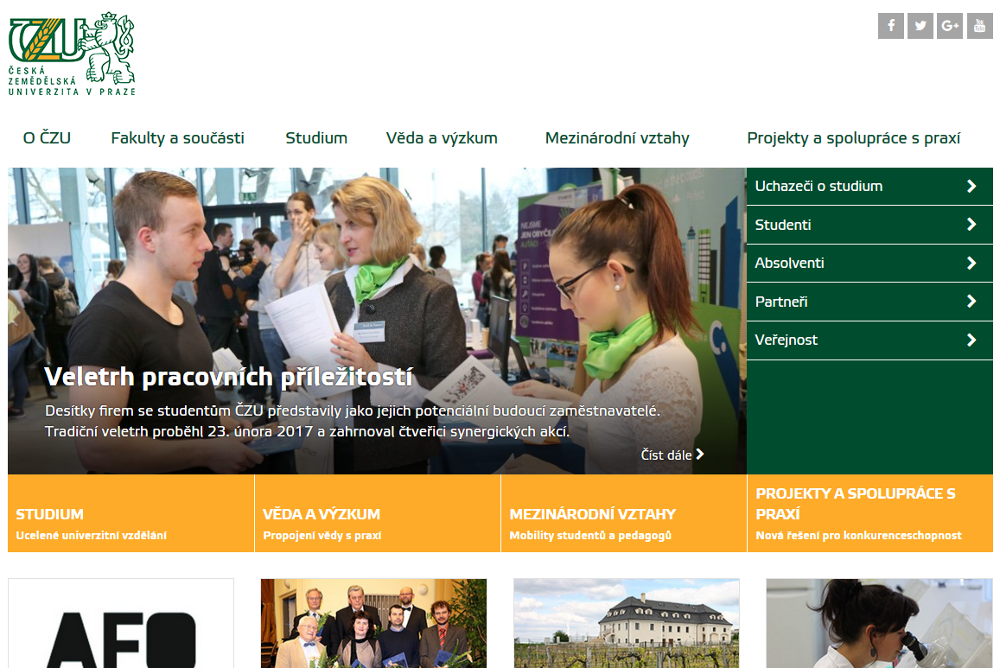 ČZU
ČESKÁ
ZEMĚDĚLSKÁ
UNIVERZITA V PRAZE
O ČZU
Fakulty a součásti
Studium
Věda a výzkum
Mezinárodní vztahy
Projekty a spolupráce s praxí
NEJSME
JEN OBYČEJ
Veletrh pracovních příležitostí
Desítky firem se studentům ČZU představily jako jejich potenciální budoucí zaměstnavatelé.
Tradiční veletrh proběhl 23. února 2017 a zahrnoval čtveřici synergických akcí.
Číst dále
Uchazeči o studium
Studenti
Absolventi
Partneři
Veřejnost
STUDIUM
Ucelené univerzitní vzdělání
VĚDA A VÝZKUM
Propojení vědy s praxí
MEZINÁRODNÍ VZTAHY
Mobility studentů a pedagogů
PROJEKTY A SPOLUPRÁCE S
PRAXÍ
Nová řešení pro konkurenceschopnost
AFO